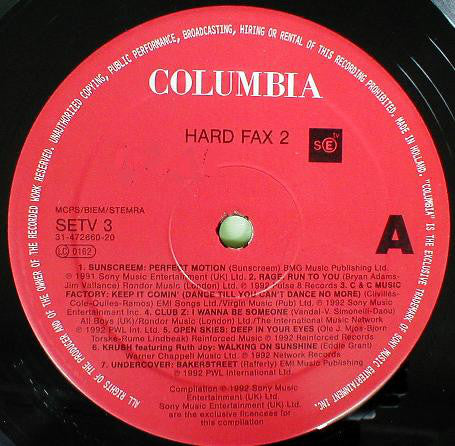 ALL RIGHTS OF THE PRODUCER AND OF THE OWNER OF THE RECORDED WORK RESERVED. UNAUTHORIZED COPYING, PUBLIC PERFORMANCE, BROADCASTING, HIRING OR RENTAL OF THIS RECORDING PROHIBITED. MADE IN HOLLAND. "COLUMBIA" IS THE EXCLUSIVE TRADEMARK OF SONY MUSIC ENTERTAINMENT INC.
COLUMBIA
HARD FAX 2
SE tv
MCPS/BIEM/STEMRA
SETV 3
31-472660-20
LC 0162
A
1. SUNSCREEM: PERFECT MOTION (Sunscreem) BMG Music Publishing Ltd.
℗ 1991 Sony Music Entertainment (UK) Ltd. 2. RAGE: RUN TO YOU (Bryan Adams-
Jim Vallance) Rondor Music (London) Ltd. ℗ 1992 Pulse 8 Records 3. C & C MUSIC
FACTORY: KEEP IT COMIN' (DANCE TILL YOU CAN'T DANCE NO MORE) (Clivillés-
Cole-Duiles-Ramos) EMI Songs Ltd./Virgin Music (Pub) Ltd. ℗ 1992 Sony Music
Entertainment Inc. 4. CLUB Z: I WANNA BE SOMEONE (Vandal-V. Simonelli-Daou)
All Boys (UK)/Rondor Music (London) Ltd./The International Music Network
℗ 1992 PWL Int. Ltd. 5. OPEN SKIES: DEEP IN YOUR EYES (Ole J. Mjos-Bjorn
Torske-Rune Lindbaek) Reinforced Music ℗ 1992 Reinforced Records
6. KRUSH featuring Ruth Joy: WALKING ON SUNSHINE (Eddie Grant)
Warner Chappell Music Ltd. ℗ 1992 Network Records
7. UNDERCOVER: BAKERSTREET (Rafferty) EMI Music Publishing
℗ 1992 PWL International Ltd.
Compilation ℗ 1992 Sony Music
Entertainment (UK) Ltd. © 1992 Sony Music
Sony Music Entertainment (UK) Ltd.
are the exclusive licencees for
this compilation